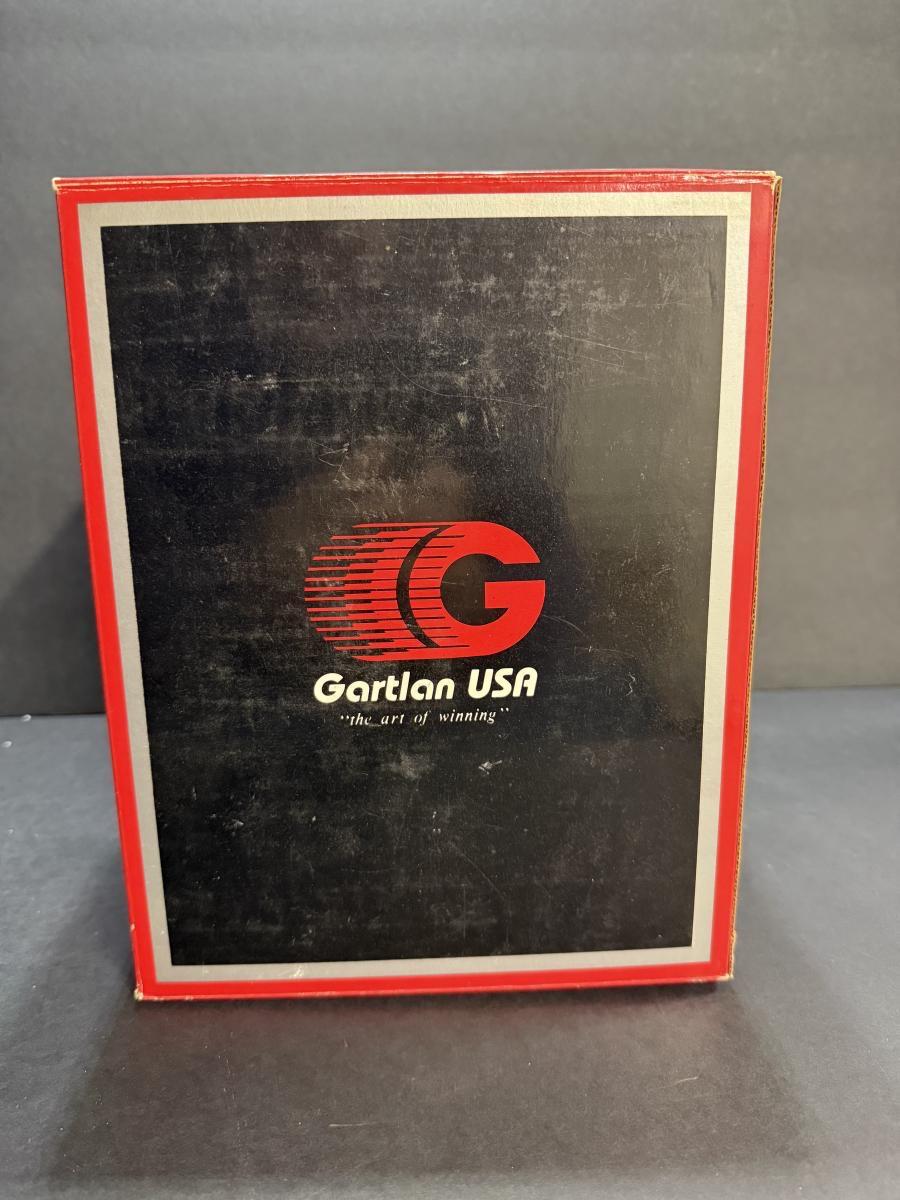 G
Gartlan USA
"the art of winning"